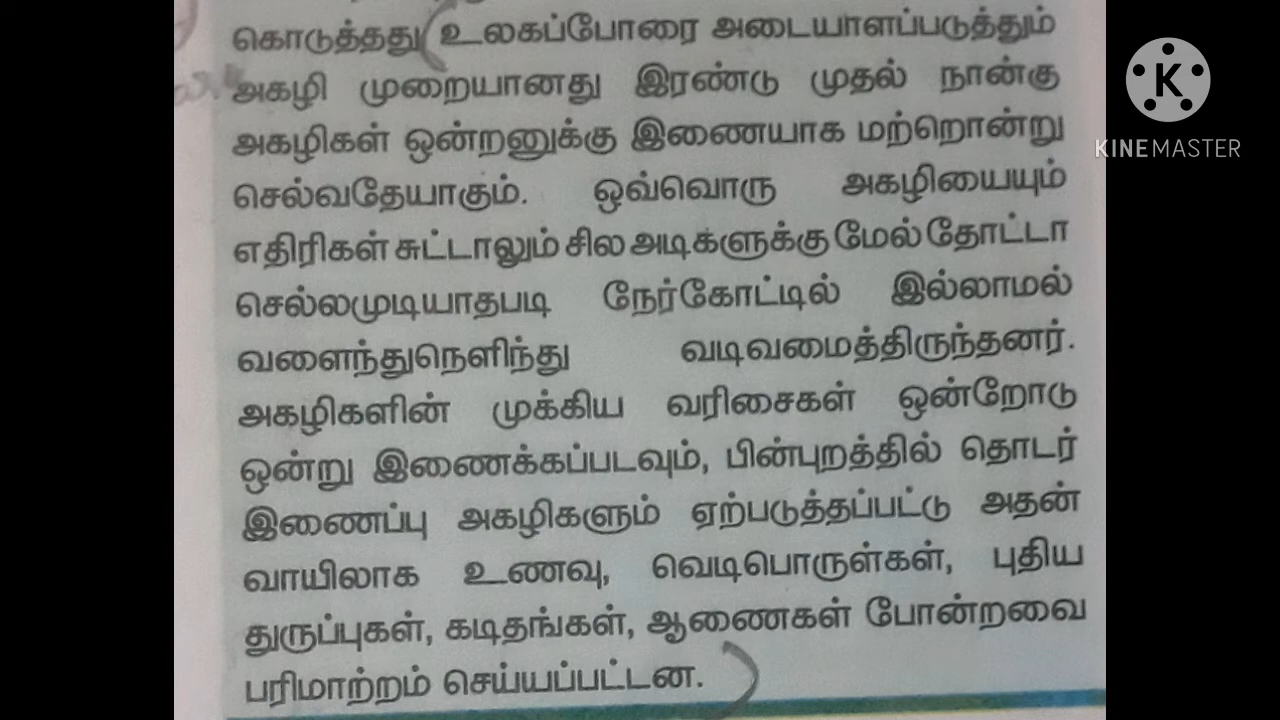 கொடுத்தது உலகப்போரை அடையாளப்படுத்தும்
அகழி முறையானது இரண்டு முதல் நான்கு
அகழிகள் ஒன்றனுக்கு இணையாக மற்றொன்று
செல்வதேயாகும். ஒவ்வொரு அகழியையும்
எதிரிகள் சுட்டாலும் சில அடிகளுக்கு மேல் தோட்டா
செல்லமுடியாதபடி நேர்கோட்டில் இல்லாமல்
வளைந்துநெளிந்து வடிவமைத்திருந்தனர்.
அகழிகளின் முக்கிய வரிசைகள் ஒன்றோடு
ஒன்று இணைக்கப்படவும், பின்புறத்தில் தொடர்
இணைப்பு அகழிகளும் ஏற்படுத்தப்பட்டு அதன்
வாயிலாக உணவு, வெடிபொருள்கள், புதிய
துருப்புகள், கடிதங்கள், ஆணைகள் போன்றவை
பரிமாற்றம் செய்யப்பட்டன.
K
KINEMASTER